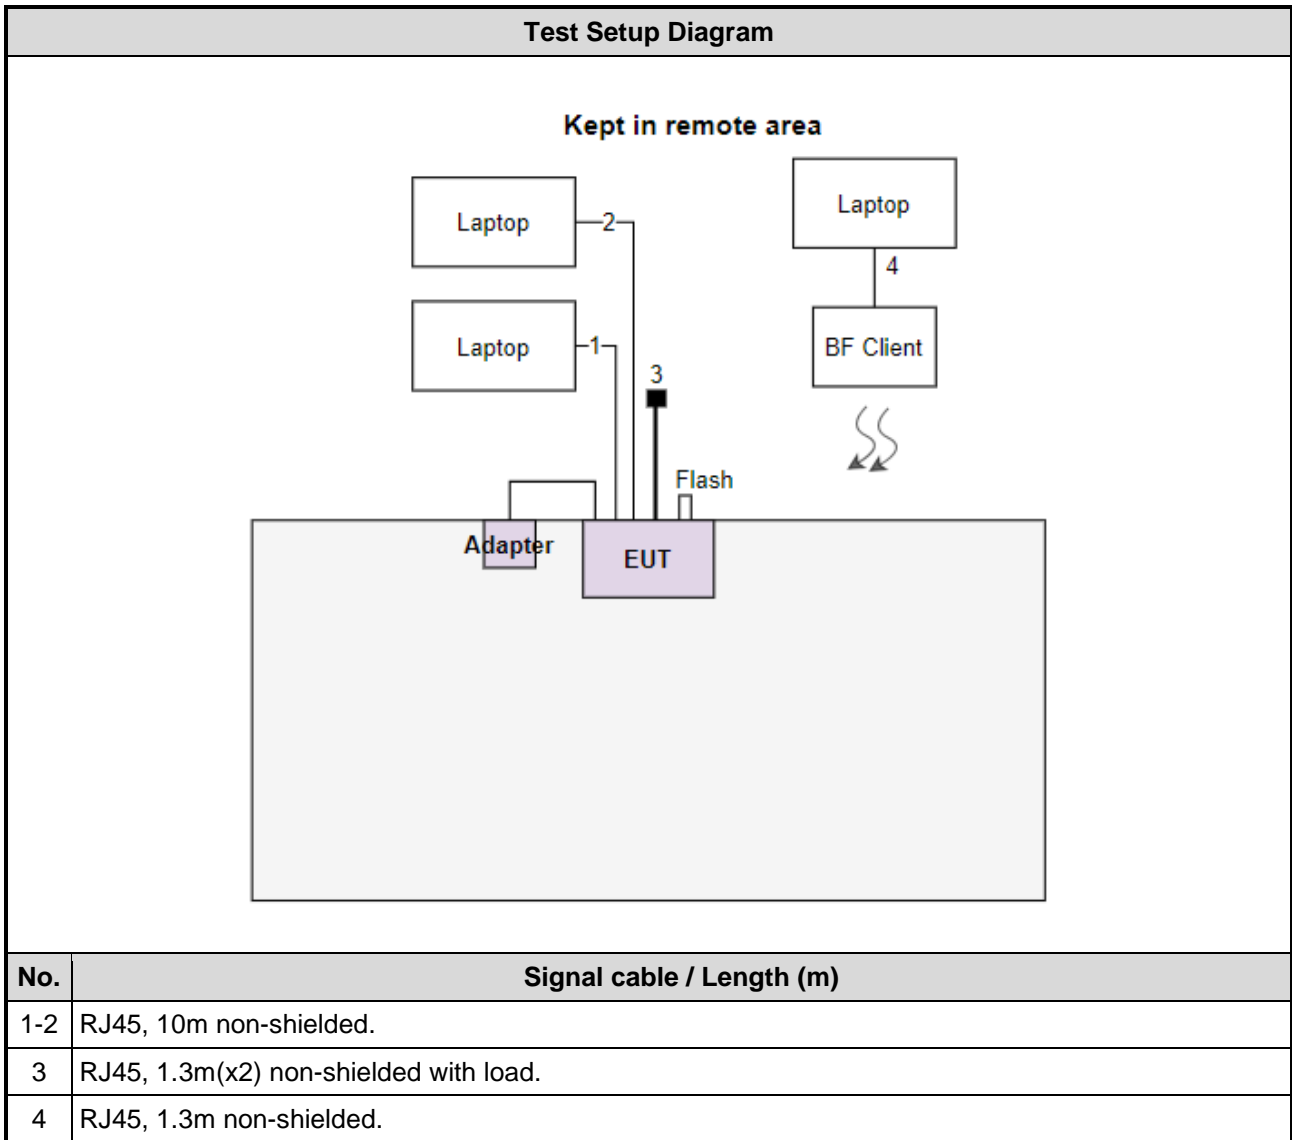 Test Setup Diagram
Kept in remote area
Laptop
2
Laptop
4
Laptop
1
BF Client
3
Flash
Adapter
EUT
No. Signal cable / Length (m)
1-2 RJ45, 10m non-shielded.
3 RJ45, 1.3m(x2) non-shielded with load.
4 RJ45, 1.3m non-shielded.